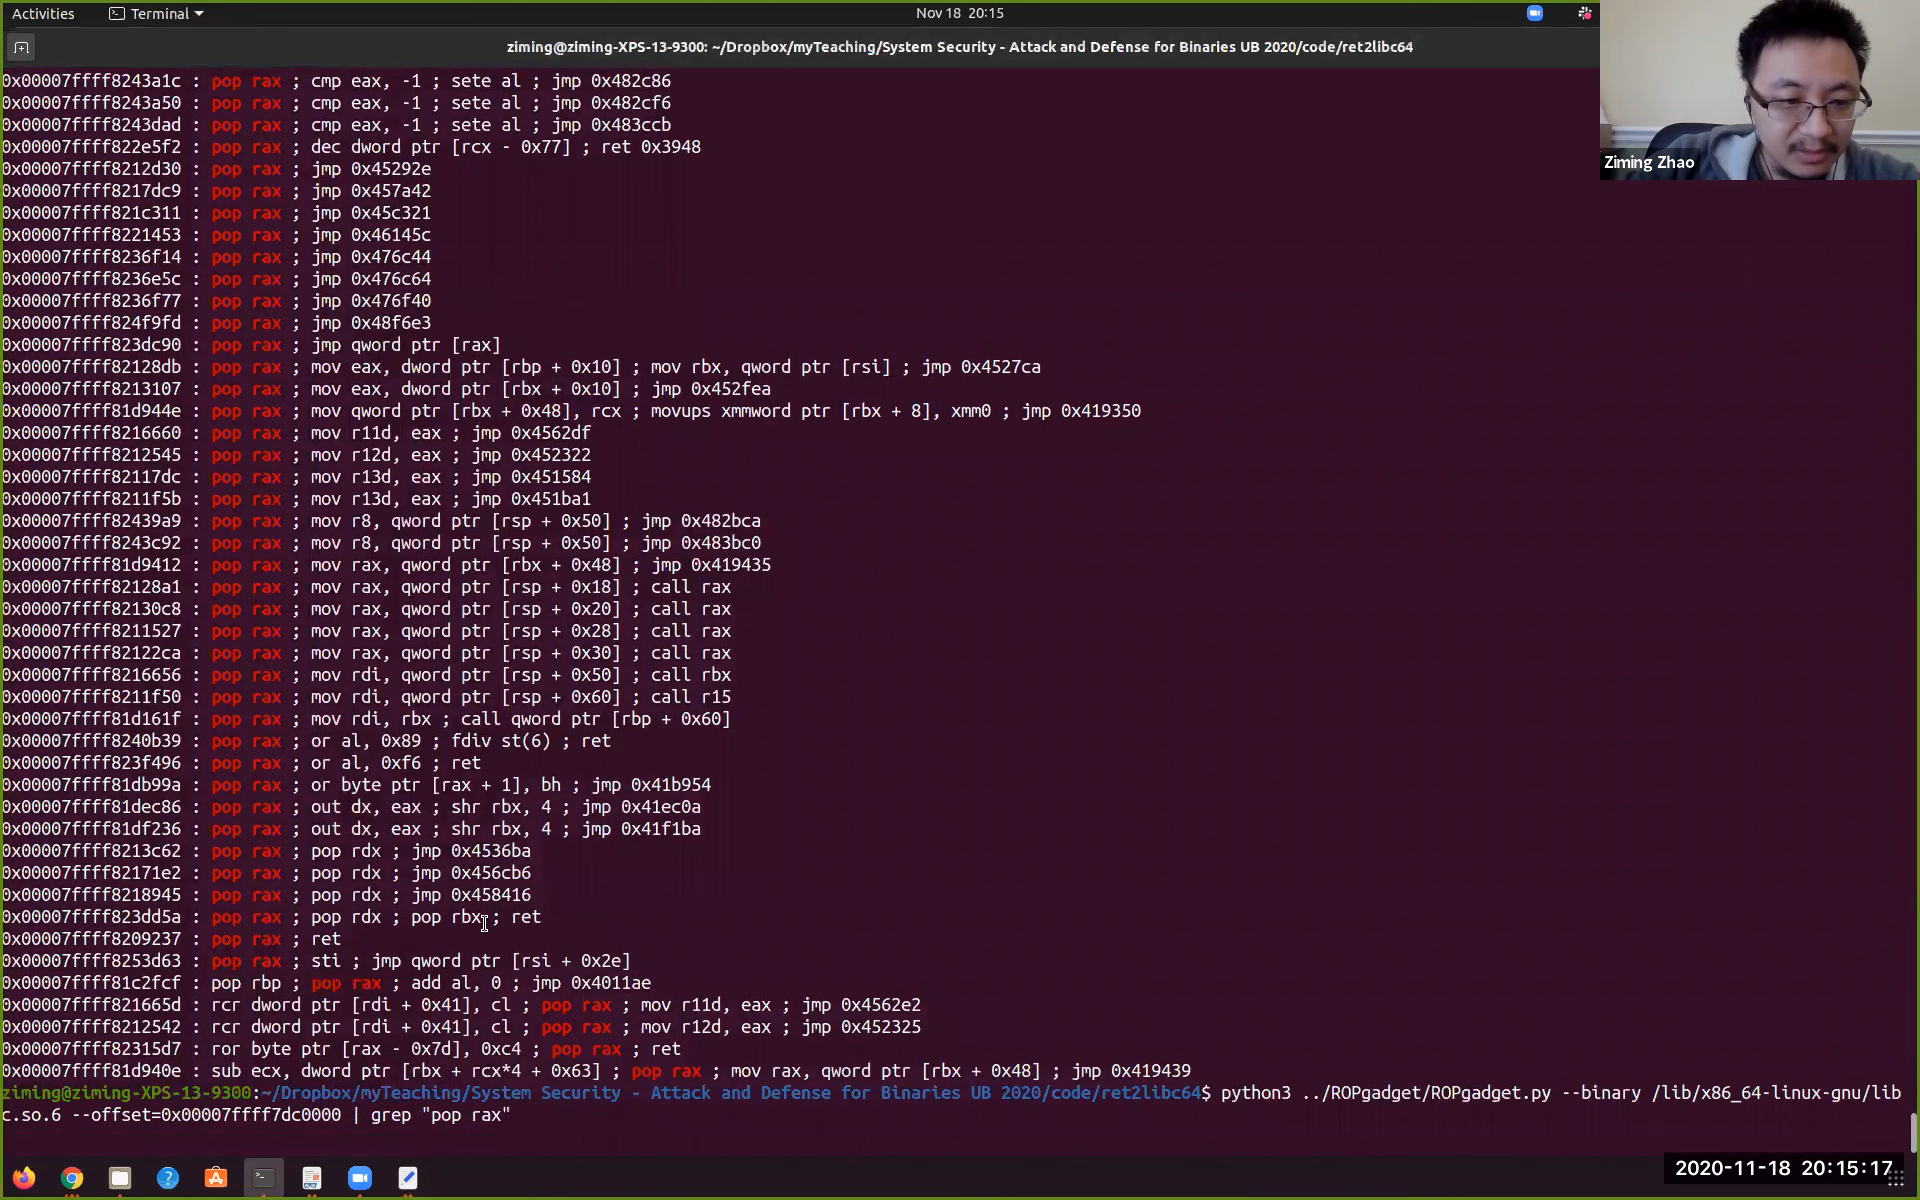 Activities
Terminal
Nov 18 20:15
ziming@ziming-XPS-13-9300: ~/Dropbox/myTeaching/System Security - Attack and Defense for Binaries UB 2020/code/ret2libc64
Ziming Zhao
0x00007ffff8243a1c : pop rax ; cmp eax, -1 ; sete al ; jmp 0x482c86
0x00007ffff8243a50 : pop rax ; cmp eax, -1 ; sete al ; jmp 0x482cf6
0x00007ffff8243dad : pop rax ; cmp eax, -1 ; sete al ; jmp 0x483ccb
0x00007ffff822e5f2 : pop rax ; dec dword ptr [rcx - 0x77] ; ret 0x3948
0x00007ffff8212d30 : pop rax ; jmp 0x45292e
0x00007ffff8217dc9 : pop rax ; jmp 0x457a42
0x00007ffff821c311 : pop rax ; jmp 0x45c321
0x00007ffff8221453 : pop rax ; jmp 0x46145c
0x00007ffff8236f14 : pop rax ; jmp 0x476c44
0x00007ffff8236e5c : pop rax ; jmp 0x476c64
0x00007ffff8236f77 : pop rax ; jmp 0x476f40
0x00007ffff824f9fd : pop rax ; jmp 0x48f6e3
0x00007ffff823dc90 : pop rax ; jmp qword ptr [rax]
0x00007ffff82128db : pop rax ; mov eax, dword ptr [rbp + 0x10] ; mov rbx, qword ptr [rsi] ; jmp 0x4527ca
0x00007ffff8213107 : pop rax ; mov eax, dword ptr [rbx + 0x10] ; jmp 0x452fea
0x00007ffff81d944e : pop rax ; mov qword ptr [rbx + 0x48], rcx ; movups xmmword ptr [rbx + 8], xmm0 ; jmp 0x419350
0x00007ffff8216660 : pop rax ; mov r11d, eax ; jmp 0x4562df
0x00007ffff8212545 : pop rax ; mov r12d, eax ; jmp 0x452322
0x00007ffff82117dc : pop rax ; mov r13d, eax ; jmp 0x451584
0x00007ffff8211f5b : pop rax ; mov r13d, eax ; jmp 0x451ba1
0x00007ffff82439a9 : pop rax ; mov r8, qword ptr [rsp + 0x50] ; jmp 0x482bca
0x00007ffff8243c92 : pop rax ; mov r8, qword ptr [rsp + 0x50] ; jmp 0x483bc0
0x00007ffff81d9412 : pop rax ; mov rax, qword ptr [rbx + 0x48] ; jmp 0x419435
0x00007ffff82128a1 : pop rax ; mov rax, qword ptr [rsp + 0x18] ; call rax
0x00007ffff82130c8 : pop rax ; mov rax, qword ptr [rsp + 0x20] ; call rax
0x00007ffff8211527 : pop rax ; mov rax, qword ptr [rsp + 0x28] ; call rax
0x00007ffff82122ca : pop rax ; mov rax, qword ptr [rsp + 0x30] ; call rax
0x00007ffff8216656 : pop rax ; mov rdi, qword ptr [rsp + 0x50] ; call rbx
0x00007ffff8211f50 : pop rax ; mov rdi, qword ptr [rsp + 0x60] ; call r15
0x00007ffff81d161f : pop rax ; mov rdi, rbx ; call qword ptr [rbp + 0x60]
0x00007ffff8240b39 : pop rax ; or al, 0x89 ; fdiv st(6) ; ret
0x00007ffff823f496 : pop rax ; or al, 0xf6 ; ret
0x00007ffff81db99a : pop rax ; or byte ptr [rax + 1], bh ; jmp 0x41b954
0x00007ffff81dec86 : pop rax ; out dx, eax ; shr rbx, 4 ; jmp 0x41ec0a
0x00007ffff81df236 : pop rax ; out dx, eax ; shr rbx, 4 ; jmp 0x41f1ba
0x00007ffff8213c62 : pop rax ; pop rdx ; jmp 0x4536ba
0x00007ffff82171e2 : pop rax ; pop rdx ; jmp 0x456cb6
0x00007ffff8218945 : pop rax ; pop rdx ; jmp 0x458416
0x00007ffff823dd5a : pop rax ; pop rdx ; pop rbx ; ret
0x00007ffff8209237 : pop rax ; ret
0x00007ffff8253d63 : pop rax ; sti ; jmp qword ptr [rsi + 0x2e]
0x00007ffff81c2fcf : pop rbp ; pop rax ; add al, 0 ; jmp 0x4011ae
0x00007ffff821665d : rcr dword ptr [rdi + 0x41], cl ; pop rax ; mov r11d, eax ; jmp 0x4562e2
0x00007ffff8212542 : rcr dword ptr [rdi + 0x41], cl ; pop rax ; mov r12d, eax ; jmp 0x452325
0x00007ffff82315d7 : ror byte ptr [rax - 0x7d], 0xc4 ; pop rax ; ret
0x00007ffff81d940e : sub ecx, dword ptr [rbx + rcx*4 + 0x63] ; pop rax ; mov rax, qword ptr [rbx + 0x48] ; jmp 0x419439
ziming@ziming-XPS-13-9300:~/Dropbox/myTeaching/System Security - Attack and Defense for Binaries UB 2020/code/ret2libc64$ python3 ../ROPgadget/ROPgadget.py --binary /lib/x86_64-linux-gnu/lib
c.so.6 --offset=0x00007ffff7dc0000 | grep "pop rax"
2020-11-18 20:15:17